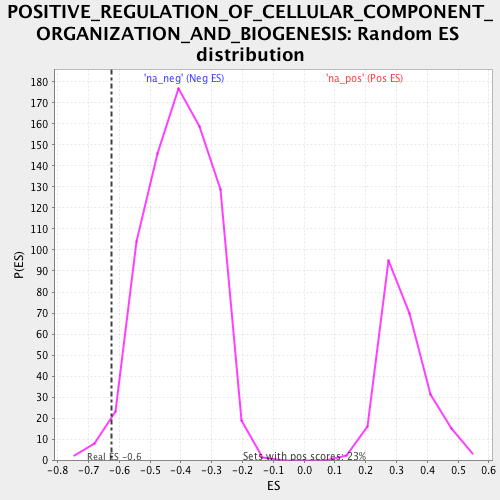 POSITIVE_REGULATION_OF_CELLULAR_COMPONENT_
ORGANIZATION_AND_BIOGENESIS: Random ES
distribution
'na_neg' (Neg ES)
'na_pos' (Pos ES)
180
170
160
150
140
130
120
110
100
90
80
70
60
50
40
30
20
10
0
P(ES)
Real ES -0.6
Sets with pos scores: 23%
-0.8 -0.7 -0.6 -0.5 -0.4 -0.3 -0.2 -0.1 0.0 0.1 0.2 0.3 0.4 0.5 0.6
ES